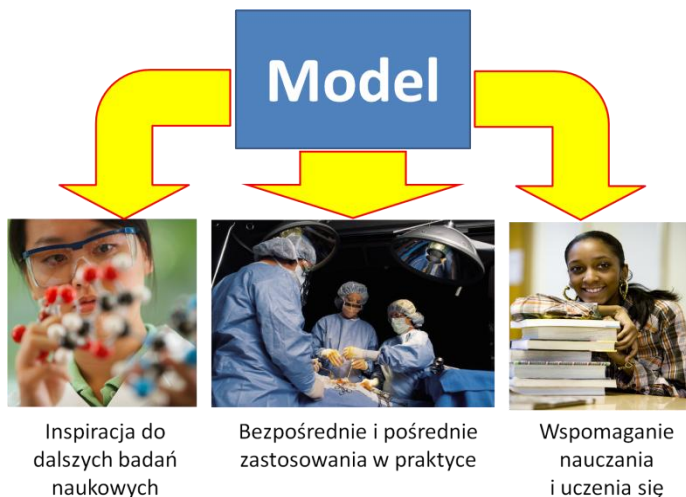 Model
Inspiracja do
dalszych badań
naukowych
Bezpośrednie i pośrednie
zastosowania w praktyce
Wspomaganie
nauczania
i uczenia się